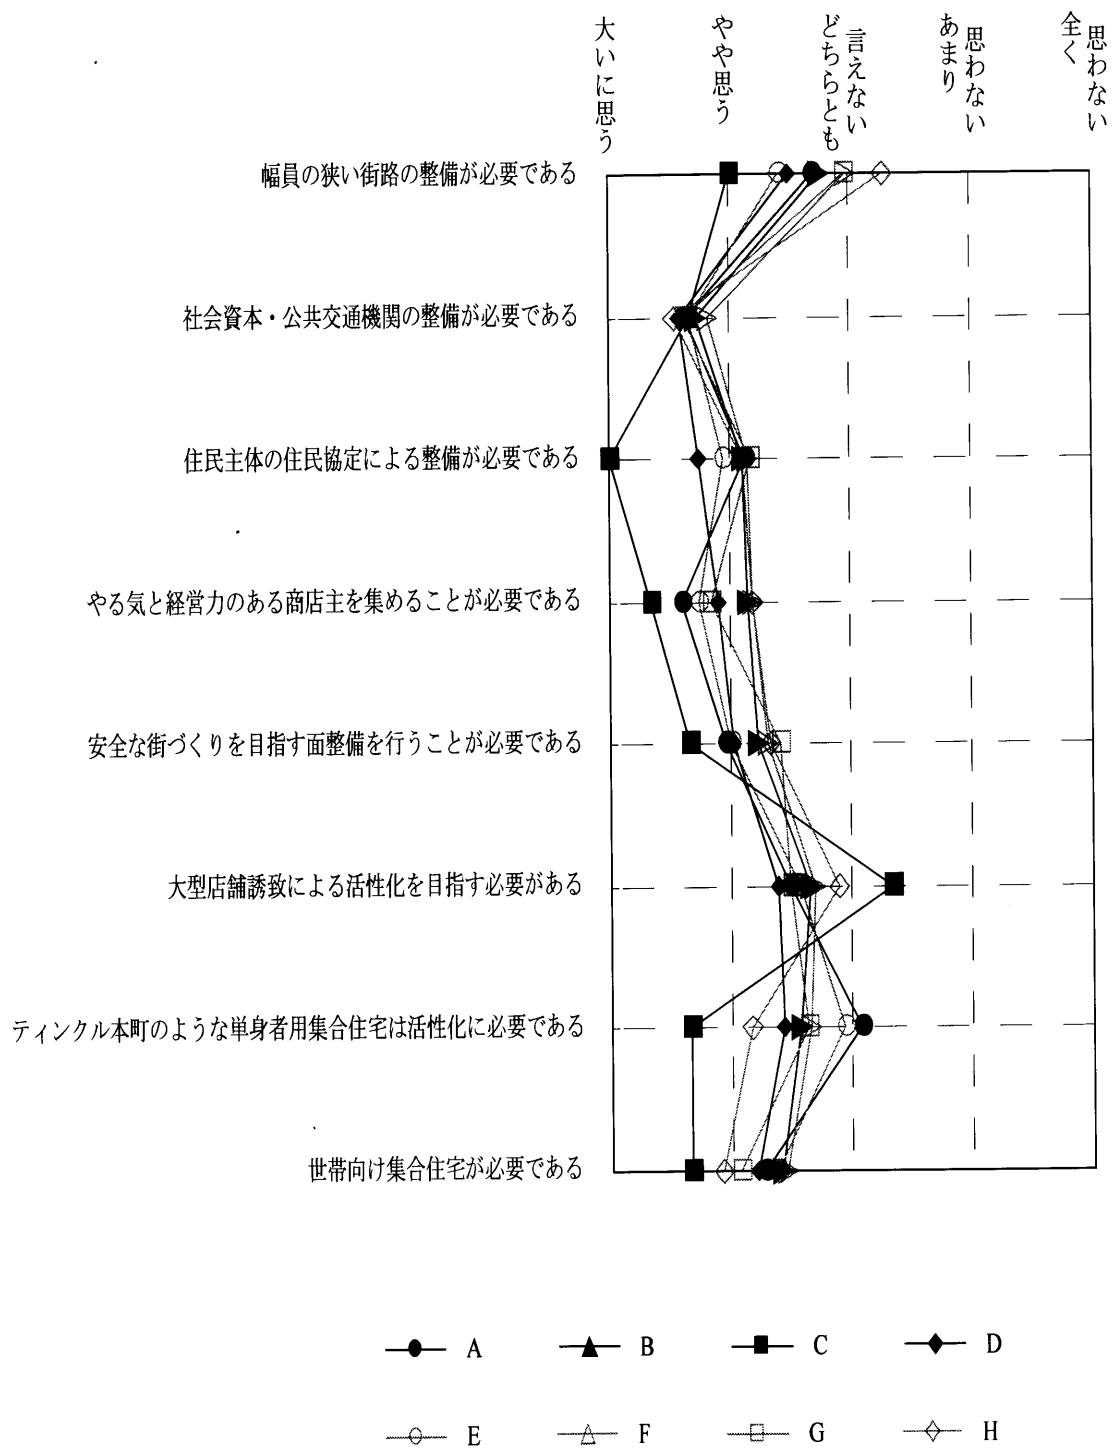 大いに思う
やや思う
どちらとも
言えない
あまり
思わない
全く
思わない
幅員の狭い街路の整備が必要である
社会資本・公共交通機関の整備が必要である
住民主体の住民協定による整備が必要である
やる気と経営力のある商店主を集めることが必要である
安全な街づくりを目指す面整備を行うことが必要である
大型店舗誘致による活性化を目指す必要がある
ティンクル本町のような単身者用集合住宅は活性化に必要である
世帯向け集合住宅が必要である
A B C D
E F G H